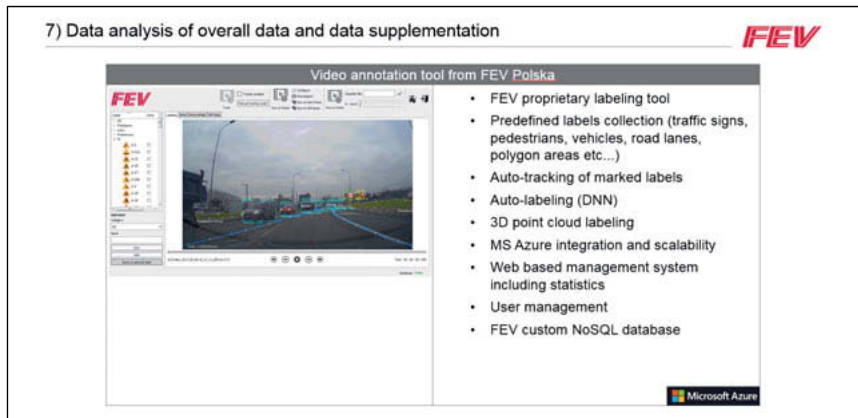 7) Data analysis of overall data and data supplementation
FEV
Video annotation tool from FEV Polska
FEV
• FEV proprietary labeling tool
• Predefined labels collection (traffic signs,
pedestrians, vehicles, road lanes,
polygon areas etc...)
• Auto-tracking of marked labels
• Auto-labeling (DNN)
• 3D point cloud labeling
• MS Azure integration and scalability
• Web based management system
including statistics
• User management
• FEV custom NoSQL database
Microsoft Azure